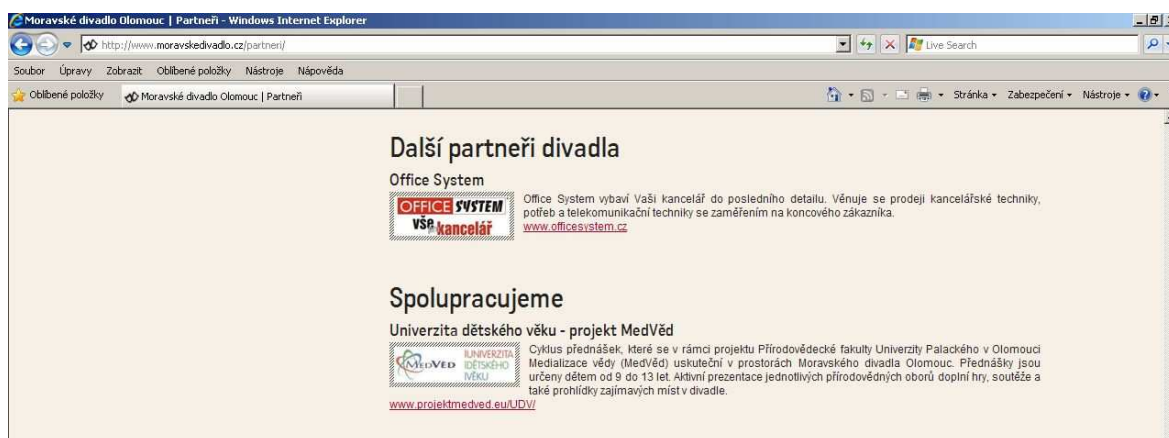 Moravské divadlo Olomouc | Partneři - Windows Internet Explorer
http://www.moravskedivadlo.cz/partneri/
Live Search
Soubor Úpravy Zobrazit Oblíbené položky Nástroje Nápověda
Oblíbené položky Moravské divadlo Olomouc | Partneři Stránka Zabezpečení Nástroje
Další partneři divadla
Office System
OFFICE SYSTEM
vše kancelář
Office System vybaví Vaši kancelář do posledního detailu. Věnuje se prodeji kancelářské techniky,
potřeb a telekomunikační techniky se zaměřením na koncového zákazníka.
www.officesystem.cz
Spolupracujeme
Univerzita dětského věku - projekt MedVěd
MEDVĚD
UNIVERZITA
DĚTSKÉHO
VĚKU
Cyklus přednášek, které se v rámci projektu Přírodovědecké fakulty Univerzity Palackého v Olomouci
Medializace vědy (MedVěd) uskuteční v prostorách Moravského divadla Olomouc. Přednášky jsou
určeny dětem od 9 do 13 let. Aktivní prezentace jednotlivých přírodovědných oborů doplní hry, soutěže a
také prohlídky zajímavých míst v divadle.
www.projektmedved.eu/UDV/